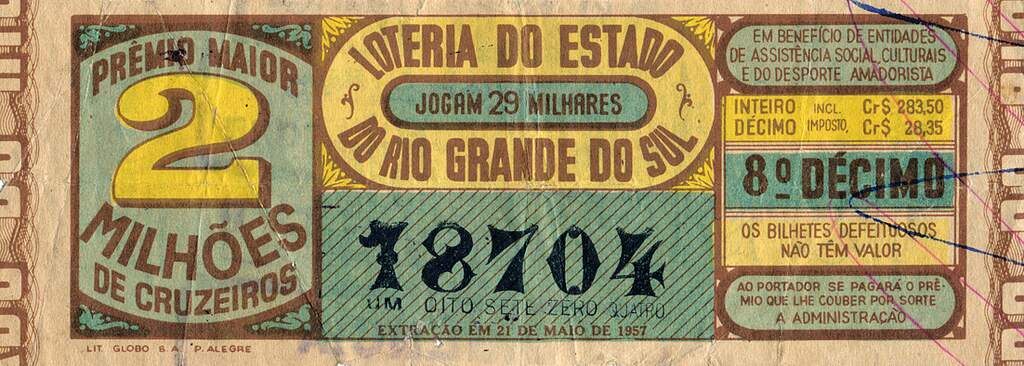 PRÊMIO MAIOR
2
MILHÕES
DE CRUZEIROS
LOTERIA DO ESTADO
JOGAM 29 MILHARES
DO RIO GRANDE DO SUL
18704
UM OITO SETE ZERO QUATRO
EXTRAÇÃO EM 21 DE MAIO DE 1957
EM BENEFÍCIO DE ENTIDADES
DE ASSISTÊNCIA SOCIAL, CULTURAIS
E DO DESPORTE AMADORISTA
INTEIRO INCL. Cr$ 283,50
DÉCIMO IMPOSTO, Cr$ 28,35
8º DÉCIMO
OS BILHETES DEFEITUOSOS
NÃO TÊM VALOR
AO PORTADOR SE PAGARÁ O PRÊ-
MIO QUE LHE COUBER POR SORTE
A ADMINISTRAÇÃO
LIT. GLOBO S.A. P. ALEGRE